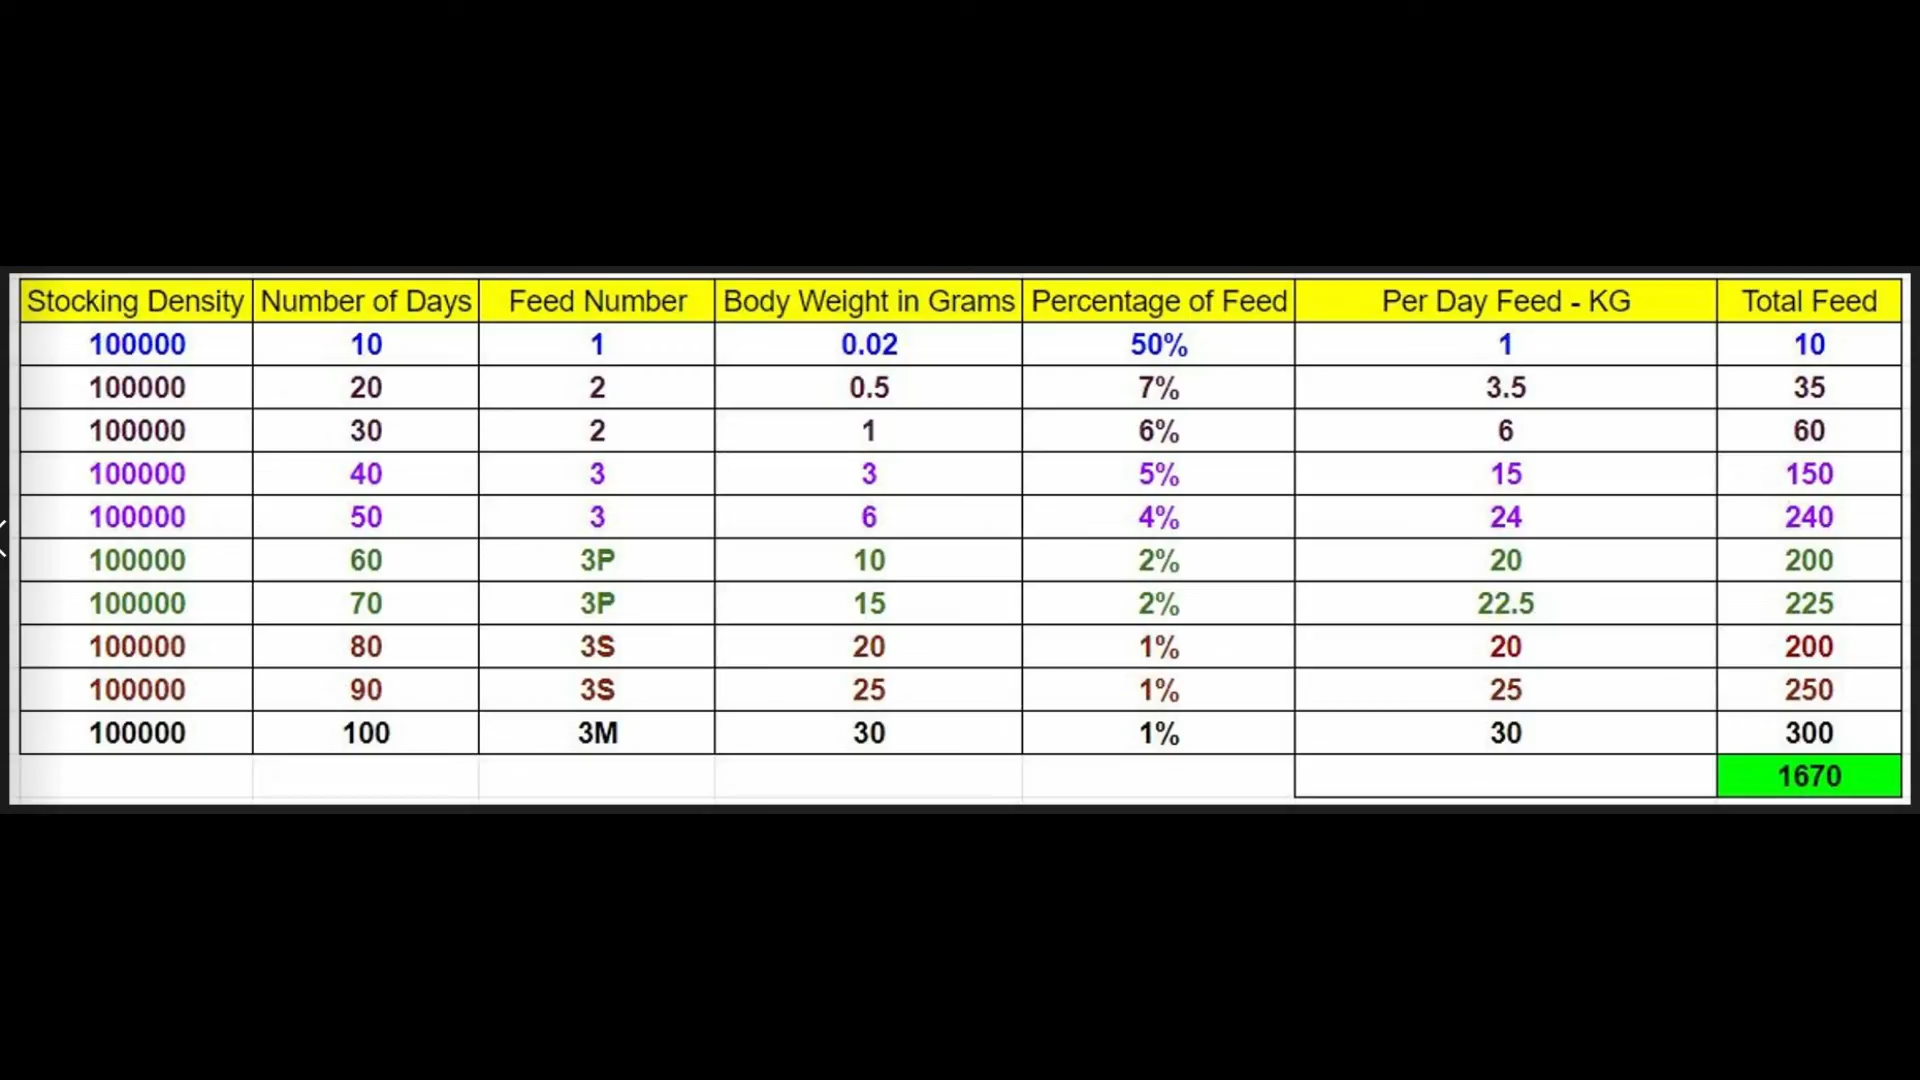 Stocking Density Number of Days Feed Number Body Weight in Grams Percentage of Feed Per Day Feed - KG Total Feed
100000 10 1 0.02 50% 1 10
100000 20 2 0.5 7% 3.5 35
100000 30 2 1 6% 6 60
100000 40 3 3 5% 15 150
100000 50 3 6 4% 24 240
100000 60 3P 10 2% 20 200
100000 70 3P 15 2% 22.5 225
100000 80 3S 20 1% 20 200
100000 90 3S 25 1% 25 250
100000 100 3M 30 1% 30 300
1670